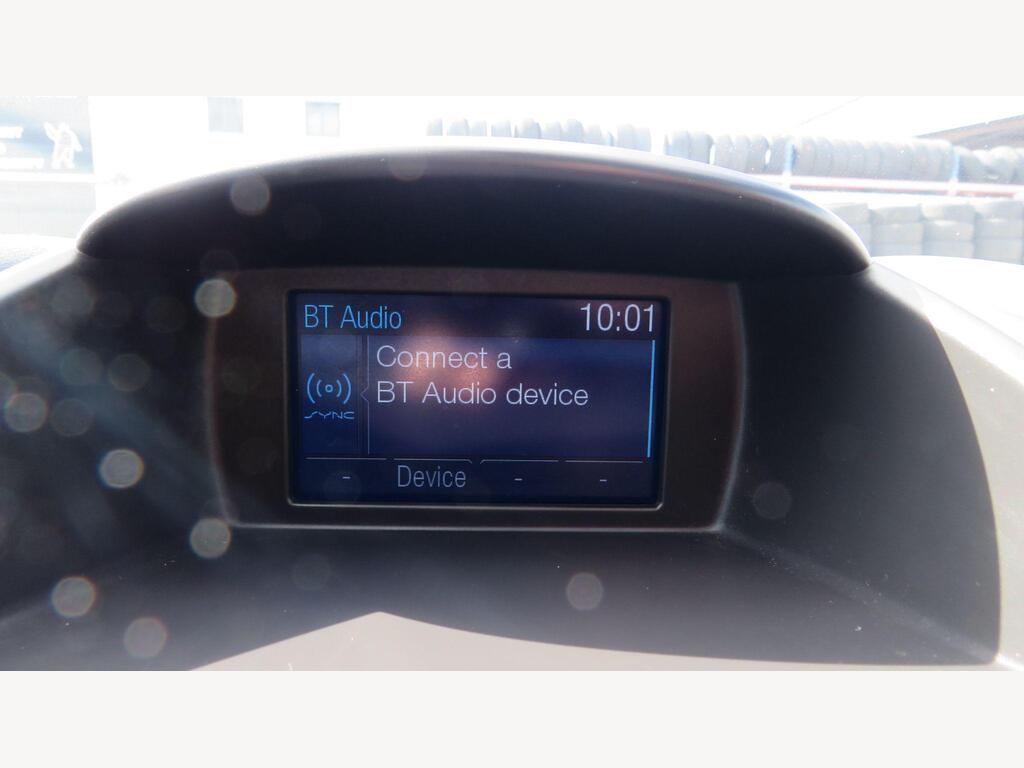 BT Audio 10:01
Connect a
BT Audio device
SYNC
- Device - -